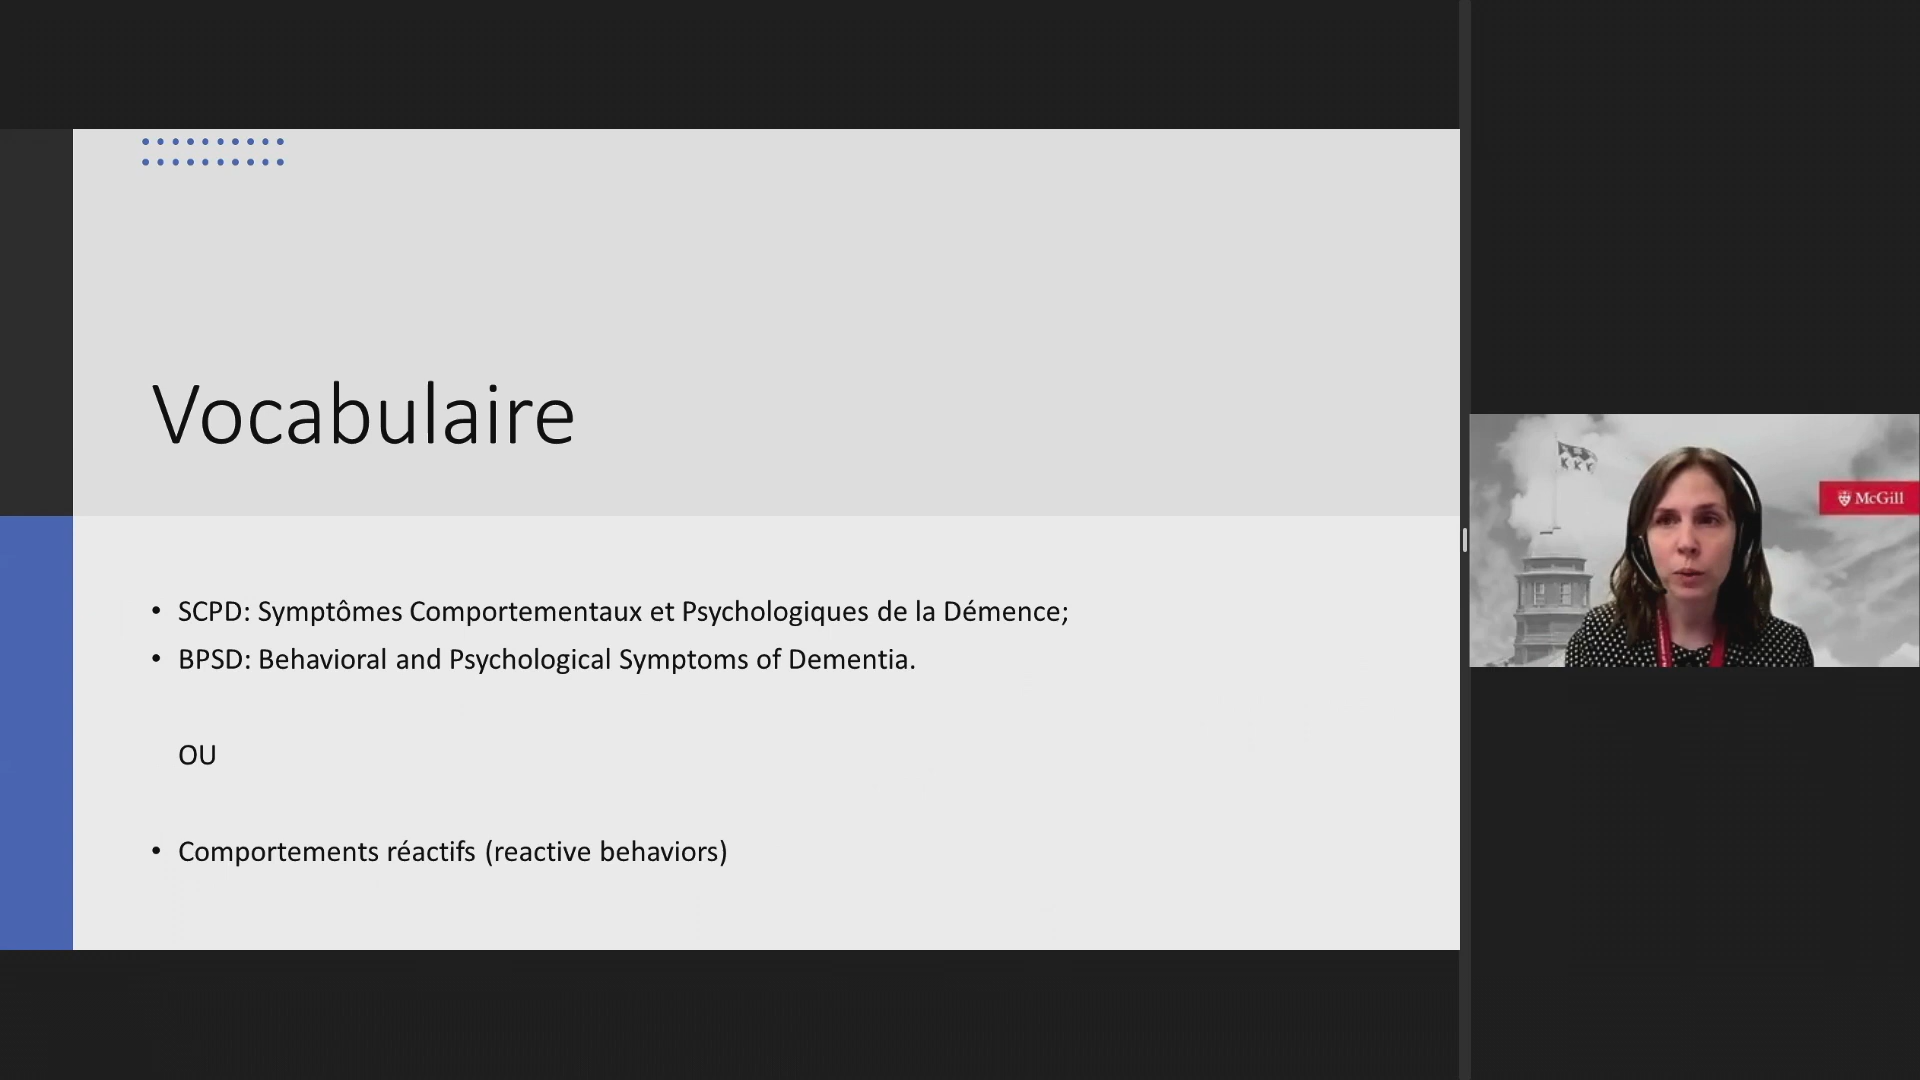 Vocabulaire
• SCPD: Symptômes Comportementaux et Psychologiques de la Démence;
• BPSD: Behavioral and Psychological Symptoms of Dementia.
OU
• Comportements réactifs (reactive behaviors)
McGill